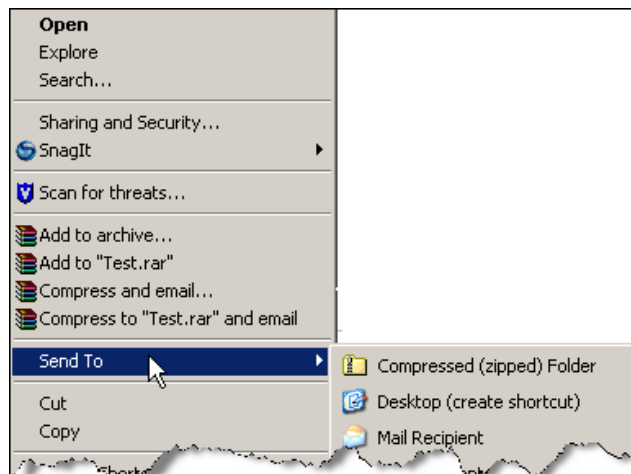 Open
Explore
Search...
Sharing and Security...
SnagIt
Scan for threats...
Add to archive...
Add to "Test.rar"
Compress and email...
Compress to "Test.rar" and email
Send To
Compressed (zipped) Folder
Desktop (create shortcut)
Mail Recipient
Cut
Copy